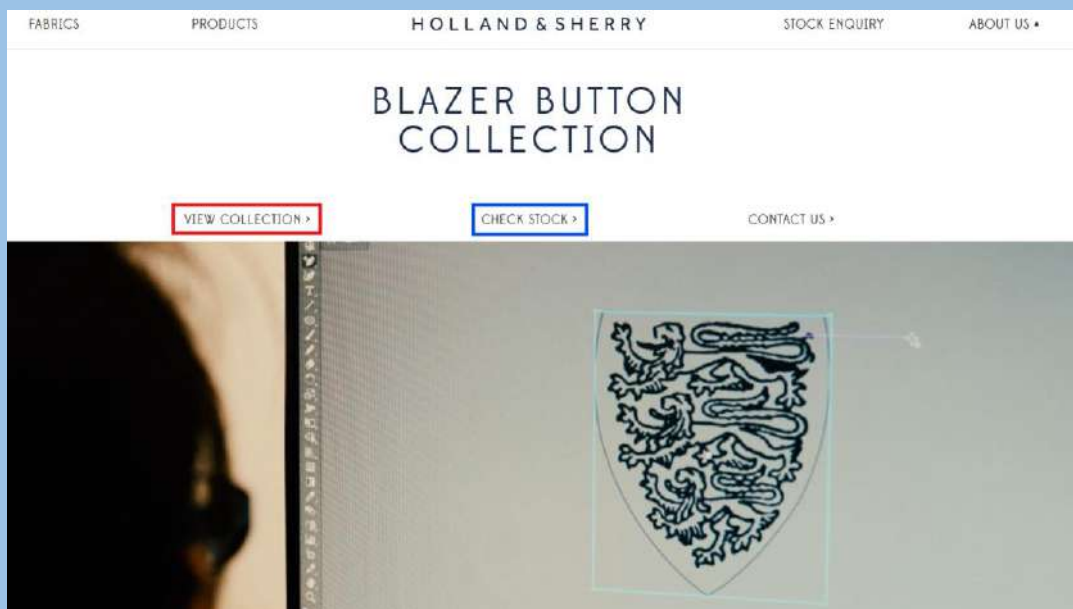 FABRICS
PRODUCTS
HOLLAND & SHERRY
STOCK ENQUIRY
ABOUT US
BLAZER BUTTON
COLLECTION
VIEW COLLECTION >
CHECK STOCK >
CONTACT US >